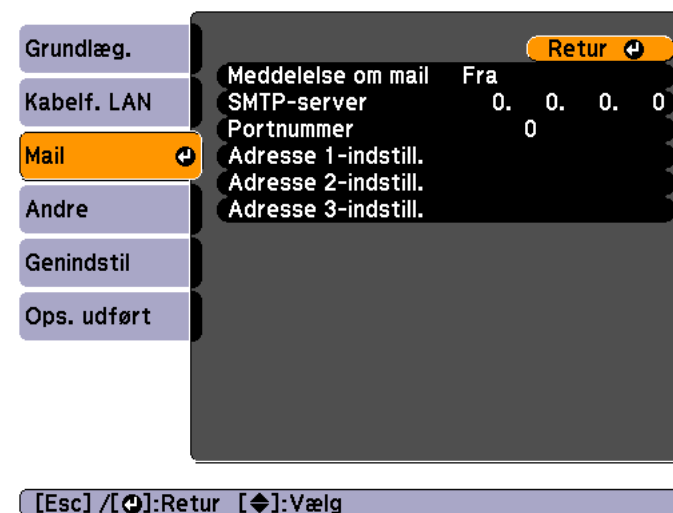 Grundlæg.
Kabelf. LAN
Mail
Andre
Genindstil
Ops. udført
Retur
Meddelelse om mail Fra
SMTP-server 0. 0. 0. 0
Portnummer 0
Adresse 1-indstill.
Adresse 2-indstill.
Adresse 3-indstill.
[Esc] /[⏎]:Retur [◆]:Vælg